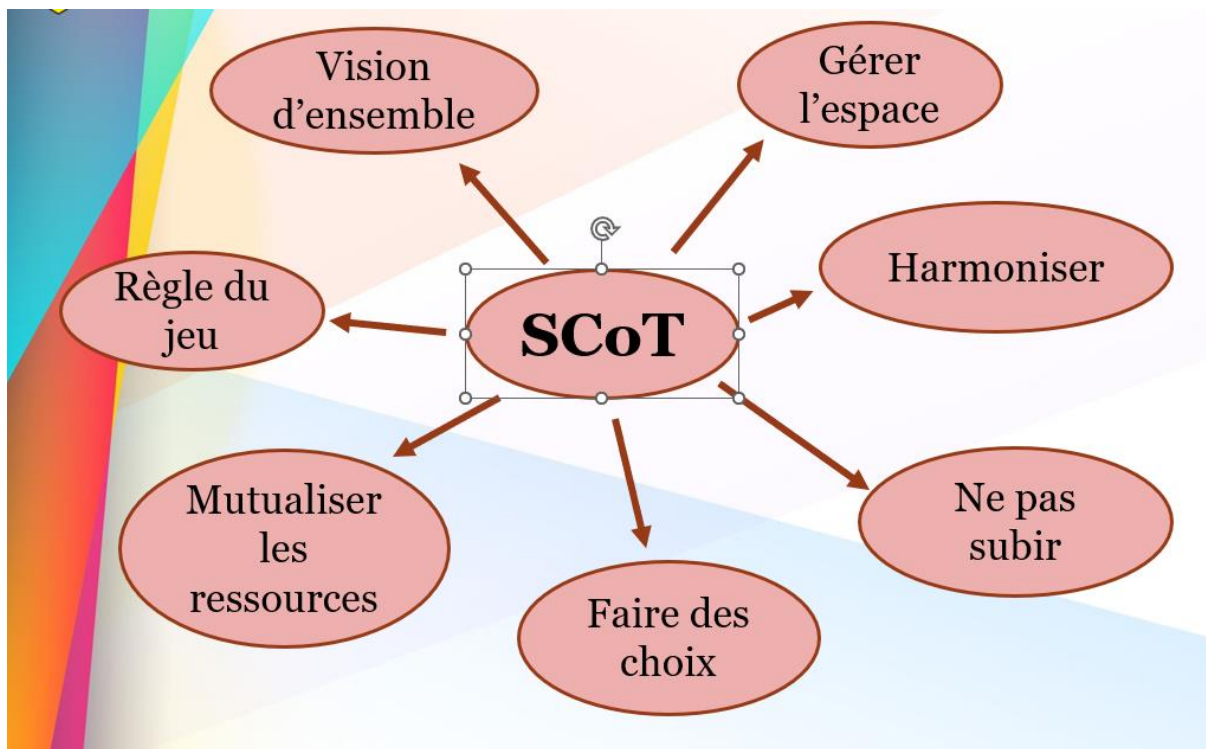 Vision
d’ensemble
Gérer
l’espace
Harmoniser
Règle du
jeu
SCoT
Mutualiser
les
ressources
Ne pas
subir
Faire des
choix